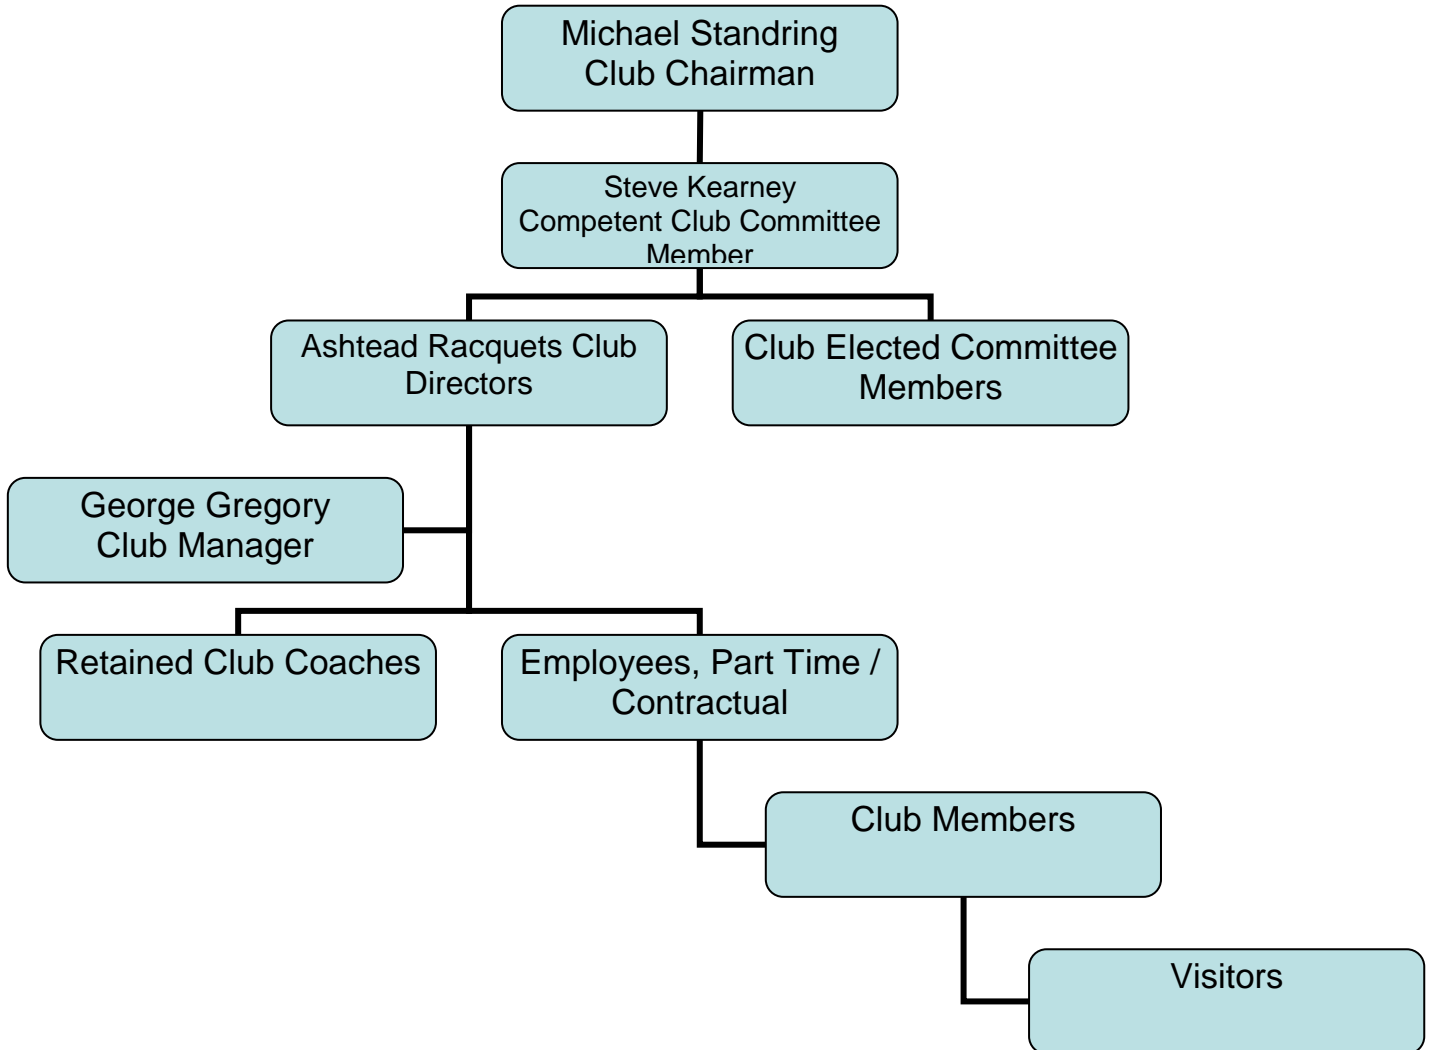 Michael Standring
Club Chairman
Steve Kearney
Competent Club Committee
Member
Ashtead Racquets Club
Directors
Club Elected Committee
Members
George Gregory
Club Manager
Retained Club Coaches
Employees, Part Time /
Contractual
Club Members
Visitors